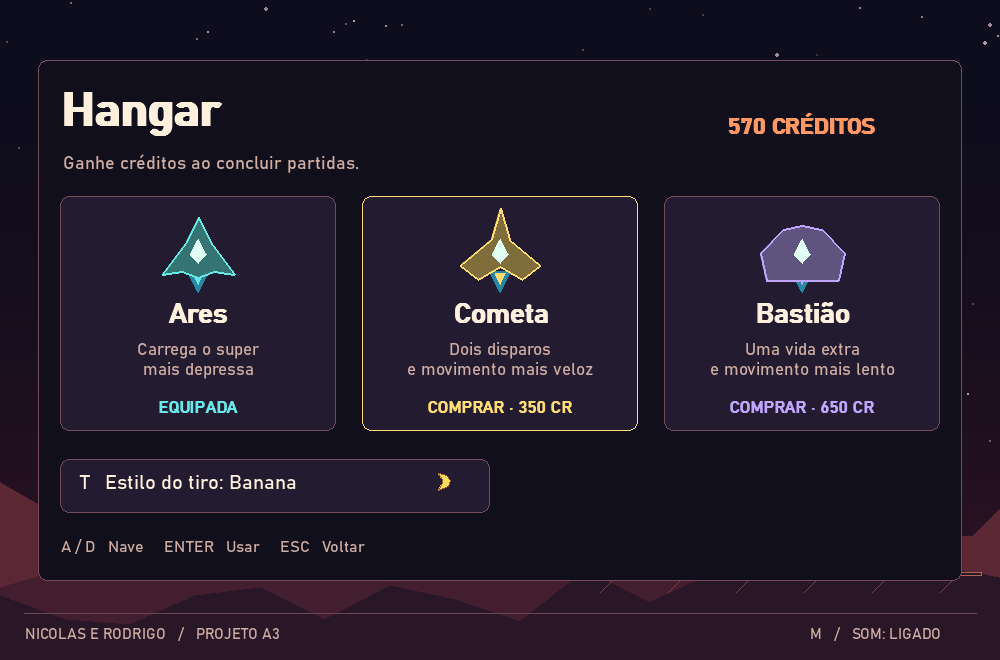 Hangar
570 CRÉDITOS
Ganhe créditos ao concluir partidas.
Ares
Carrega o super
mais depressa
EQUIPADA
Cometa
Dois disparos
e movimento mais veloz
COMPRAR · 350 CR
Bastião
Uma vida extra
e movimento mais lento
COMPRAR · 650 CR
T Estilo do tiro: Banana
A / D Nave ENTER Usar ESC Voltar
NICOLAS E RODRIGO / PROJETO A3
M / SOM: LIGADO